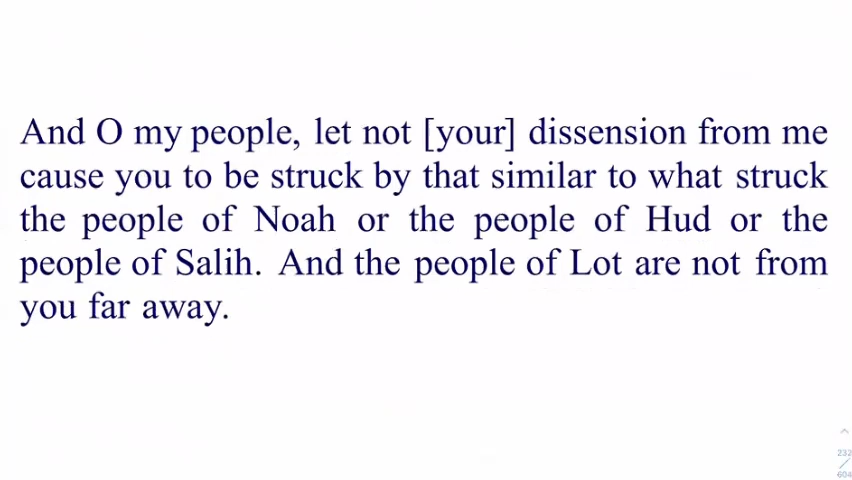 And O my people, let not [your] dissension from me
cause you to be struck by that similar to what struck
the people of Noah or the people of Hud or the
people of Salih. And the people of Lot are not from
you far away.
232
/
604